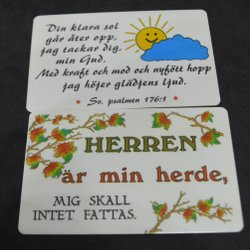 Din klara sol
går åter opp,
jag tackar dig,
min Gud.
Med kraft och mod och nyfött hopp
jag höjer glädjens ljud.
Sv. psalmen 176:1
HERREN
är min herde,
MIG SKALL
INTET FATTAS.